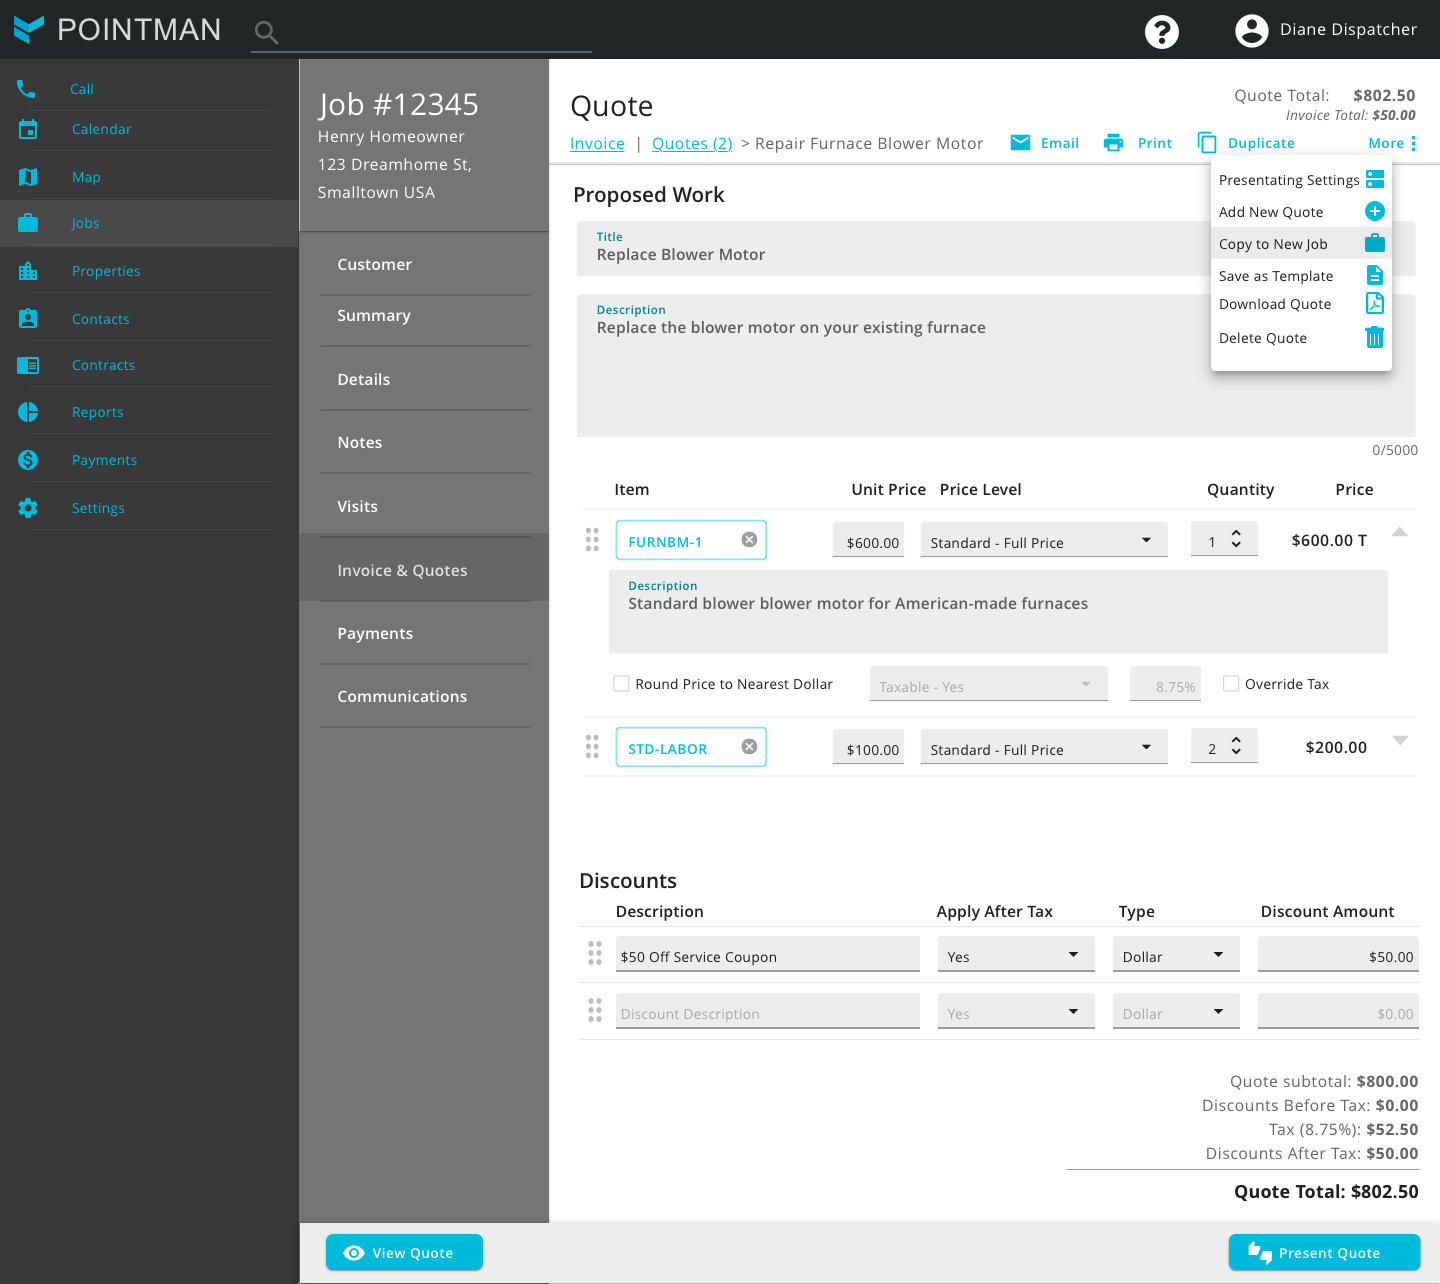 POINTMAN
Diane Dispatcher
Call
Calendar
Map
Jobs
Properties
Contacts
Contracts
Reports
Payments
Settings
Job #12345
Henry Homeowner
123 Dreamhome St,
Smalltown USA
Customer
Summary
Details
Notes
Visits
Invoice & Quotes
Payments
Communications
Quote
Quote Total: $802.50
Invoice Total: $50.00
Invoice | Quotes (2) > Repair Furnace Blower Motor
Email Print Duplicate More
Presentating Settings
Add New Quote
Copy to New Job
Save as Template
Download Quote
Delete Quote
Proposed Work
Title
Replace Blower Motor
Description
Replace the blower motor on your existing furnace
0/5000
Item Unit Price Price Level Quantity Price
FURNBM-1 $600.00 Standard - Full Price 1 $600.00 T
Description
Standard blower blower motor for American-made furnaces
Round Price to Nearest Dollar Taxable - Yes 8.75% Override Tax
STD-LABOR $100.00 Standard - Full Price 2 $200.00
Discounts
Description Apply After Tax Type Discount Amount
$50 Off Service Coupon Yes Dollar $50.00
Discount Description Yes Dollar $0.00
Quote subtotal: $800.00
Discounts Before Tax: $0.00
Tax (8.75%): $52.50
Discounts After Tax: $50.00
Quote Total: $802.50
View Quote
Present Quote